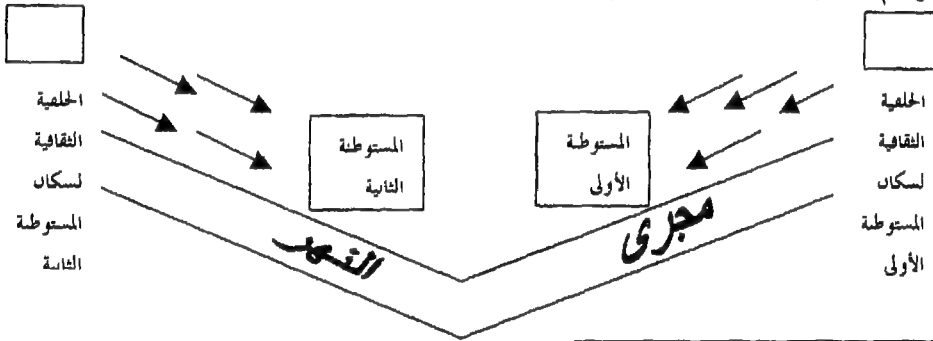 الخلفية
الثقافية
لسكان
المستوطنة
الأولى
المستوطنة
الأولى
مجرى
النهر
المستوطنة
الثانية
الخلفية
الثقافية
لسكان
المستوطنة
الثانية